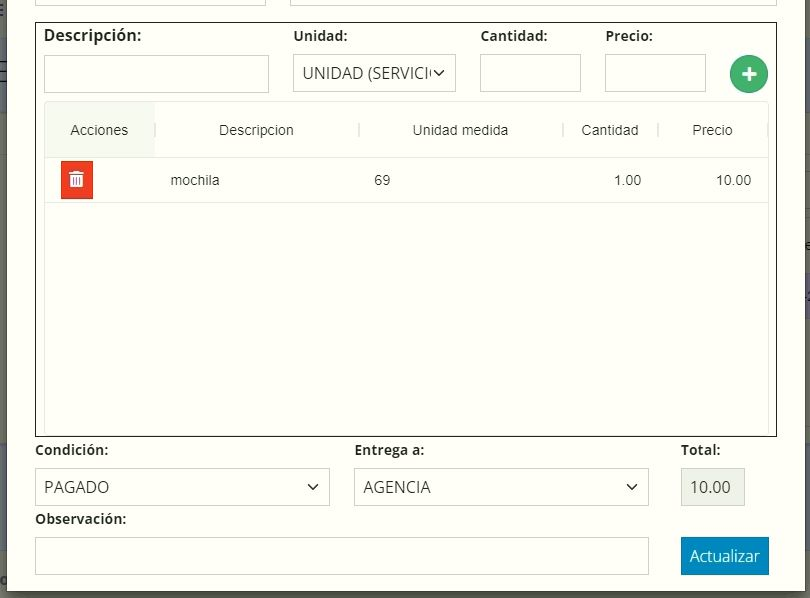 Descripción: Unidad: Cantidad: Precio:
UNIDAD (SERVICI
Acciones Descripcion Unidad medida Cantidad Precio
mochila 69 1.00 10.00
Condición: Entrega a: Total:
PAGADO AGENCIA 10.00
Observación:
Actualizar